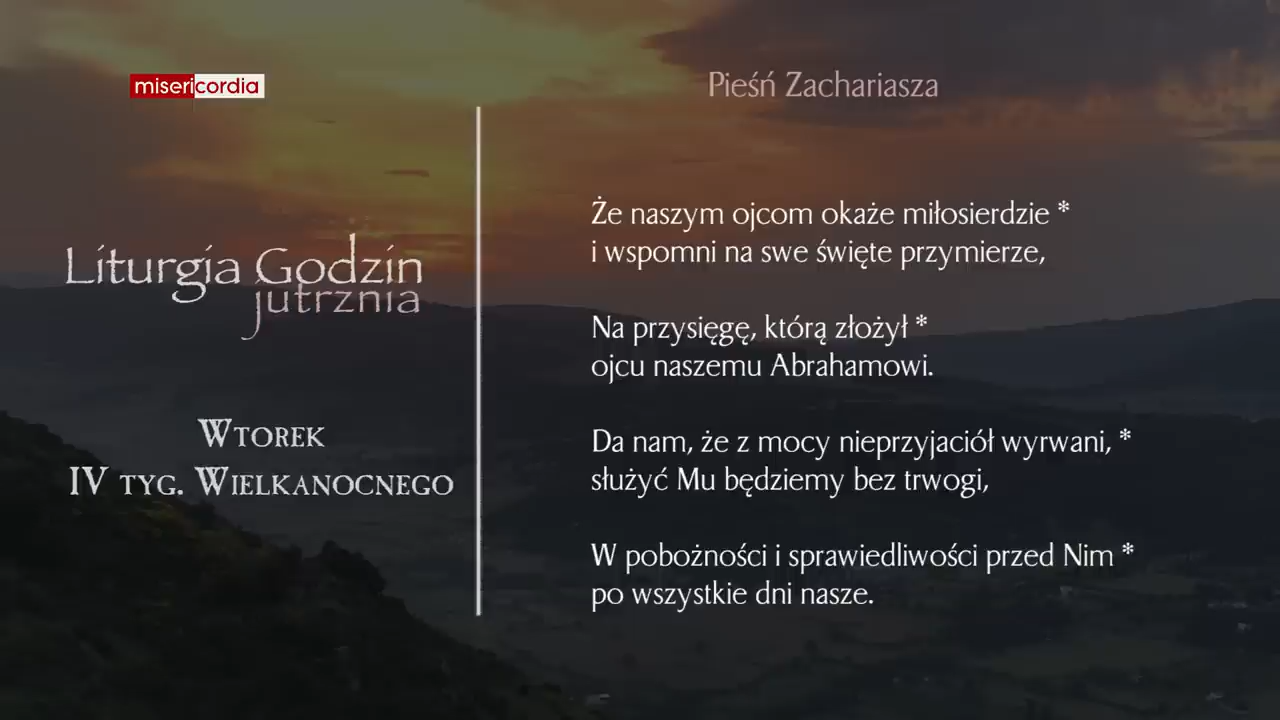 misericordia
Liturgia Godzin
jutrznia
Wtorek
IV tyg. Wielkanocnego
Pieśń Zachariasza
Że naszym ojcom okaże miłosierdzie *
i wspomni na swe święte przymierze,
Na przysięgę, którą złożył *
ojcu naszemu Abrahamowi.
Da nam, że z mocy nieprzyjaciół wyrwani, *
służyć Mu będziemy bez trwogi,
W pobożności i sprawiedliwości przed Nim *
po wszystkie dni nasze.